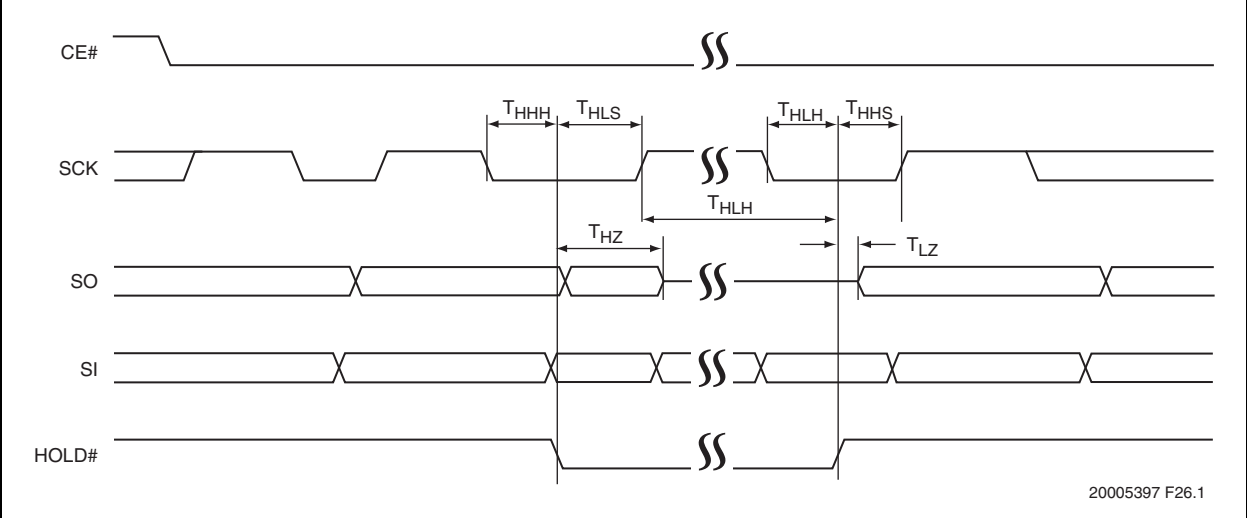 CE#
THHH THLS THLH THHS
SCK
THLH
THZ TLZ
SO
SI
HOLD#
20005397 F26.1